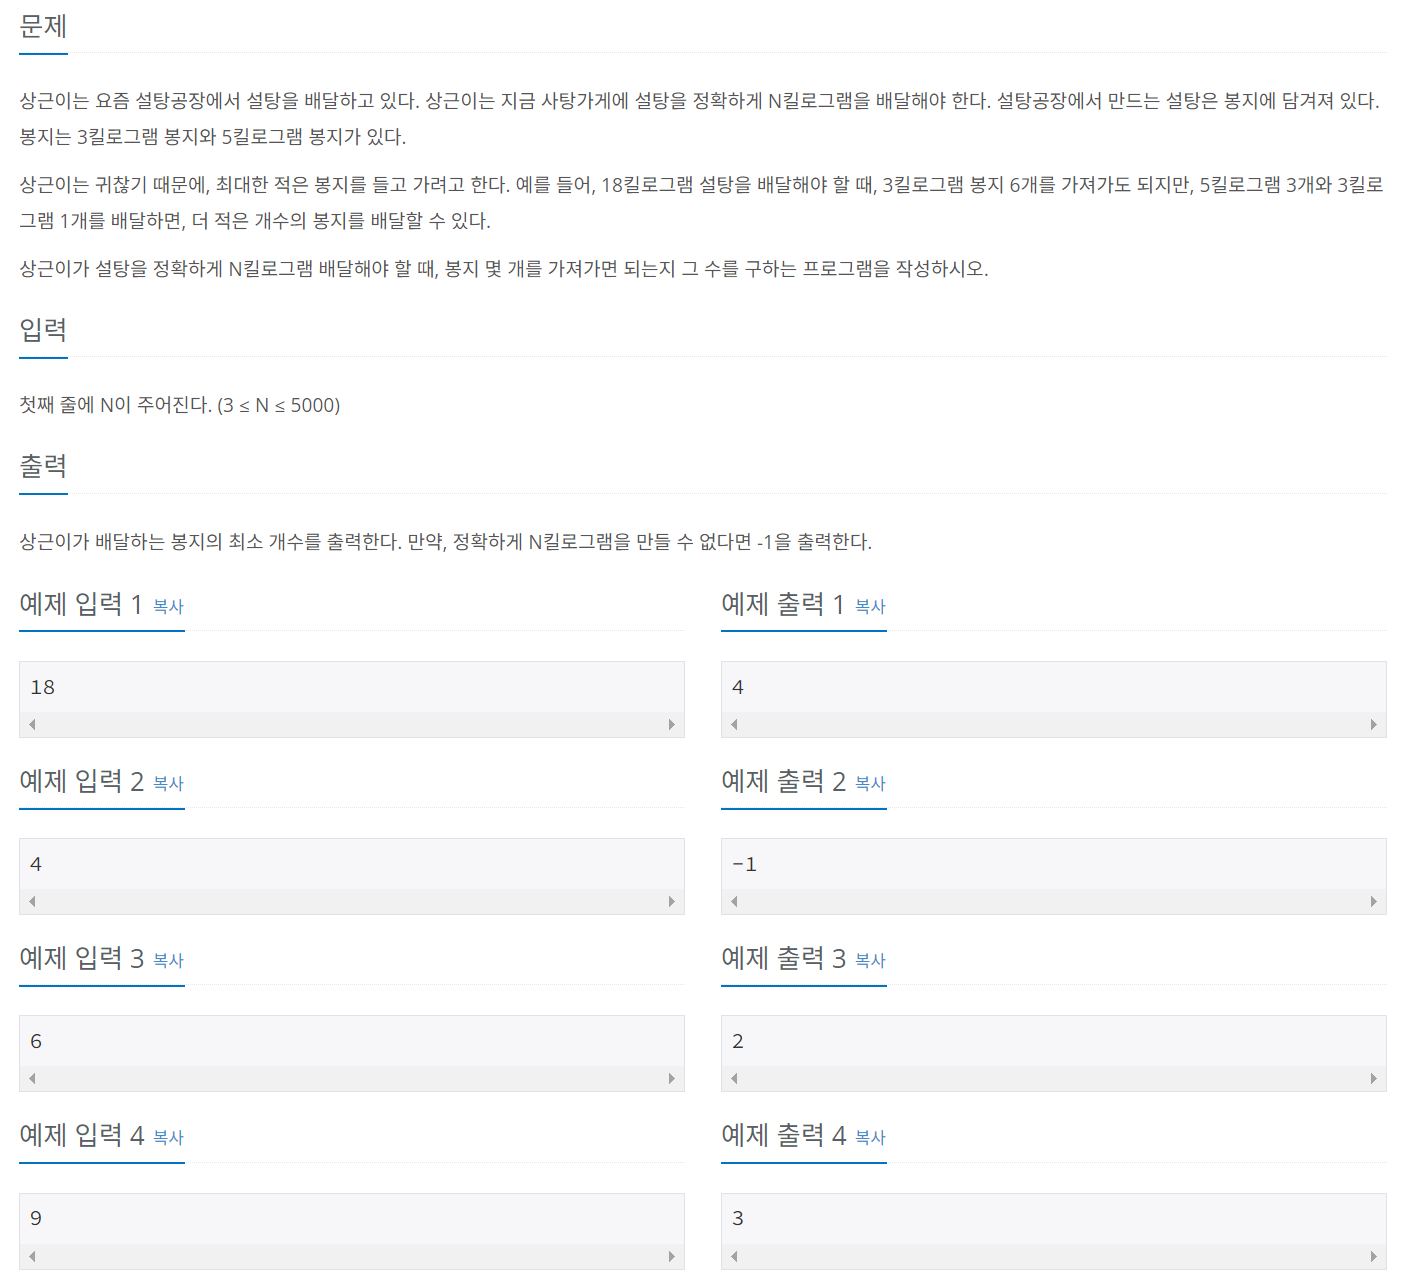 문제
상근이는 요즘 설탕공장에서 설탕을 배달하고 있다. 상근이는 지금 사탕가게에 설탕을 정확하게 N킬로그램을 배달해야 한다. 설탕공장에서 만드는 설탕은 봉지에 담겨져 있다.
봉지는 3킬로그램 봉지와 5킬로그램 봉지가 있다.
상근이는 귀찮기 때문에, 최대한 적은 봉지를 들고 가려고 한다. 예를 들어, 18킬로그램 설탕을 배달해야 할 때, 3킬로그램 봉지 6개를 가져가도 되지만, 5킬로그램 3개와 3킬로
그램 1개를 배달하면, 더 적은 개수의 봉지를 배달할 수 있다.
상근이가 설탕을 정확하게 N킬로그램 배달해야 할 때, 봉지 몇 개를 가져가면 되는지 그 수를 구하는 프로그램을 작성하시오.
입력
첫째 줄에 N이 주어진다. (3 ≤ N ≤ 5000)
출력
상근이가 배달하는 봉지의 최소 개수를 출력한다. 만약, 정확하게 N킬로그램을 만들 수 없다면 -1을 출력한다.
예제 입력 1 복사
18
예제 출력 1 복사
4
예제 입력 2 복사
4
예제 출력 2 복사
-1
예제 입력 3 복사
6
예제 출력 3 복사
2
예제 입력 4 복사
9
예제 출력 4 복사
3